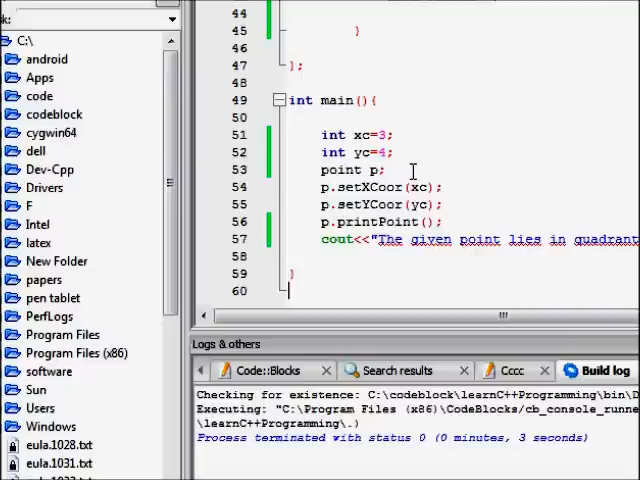 sk:
C:\
android
Apps
code
codeblock
cygwin64
dell
Dev-Cpp
Drivers
F
Intel
latex
New Folder
papers
pen tablet
PerfLogs
Program Files
Program Files (x86)
software
Sun
Users
Windows
eula.1028.txt
eula.1031.txt
44
45 }
46
47 };
48
49 int main(){
50
51 int xc=3;
52 int yc=4;
53 point p;
54 p.setXCoor(xc);
55 p.setYCoor(yc);
56 p.printPoint();
57 cout<<"The given point lies in quadrant
58
59 }
60
Logs & others
Code::Blocks
Search results
Cccc
Build log
Checking for existence: C:\codeblock\learnC++Programming\bin\D
Executing: "C:\Program Files (x86)\CodeBlocks/cb_console_runne
\learnC++Programming\.)
Process terminated with status 0 (0 minutes, 3 seconds)